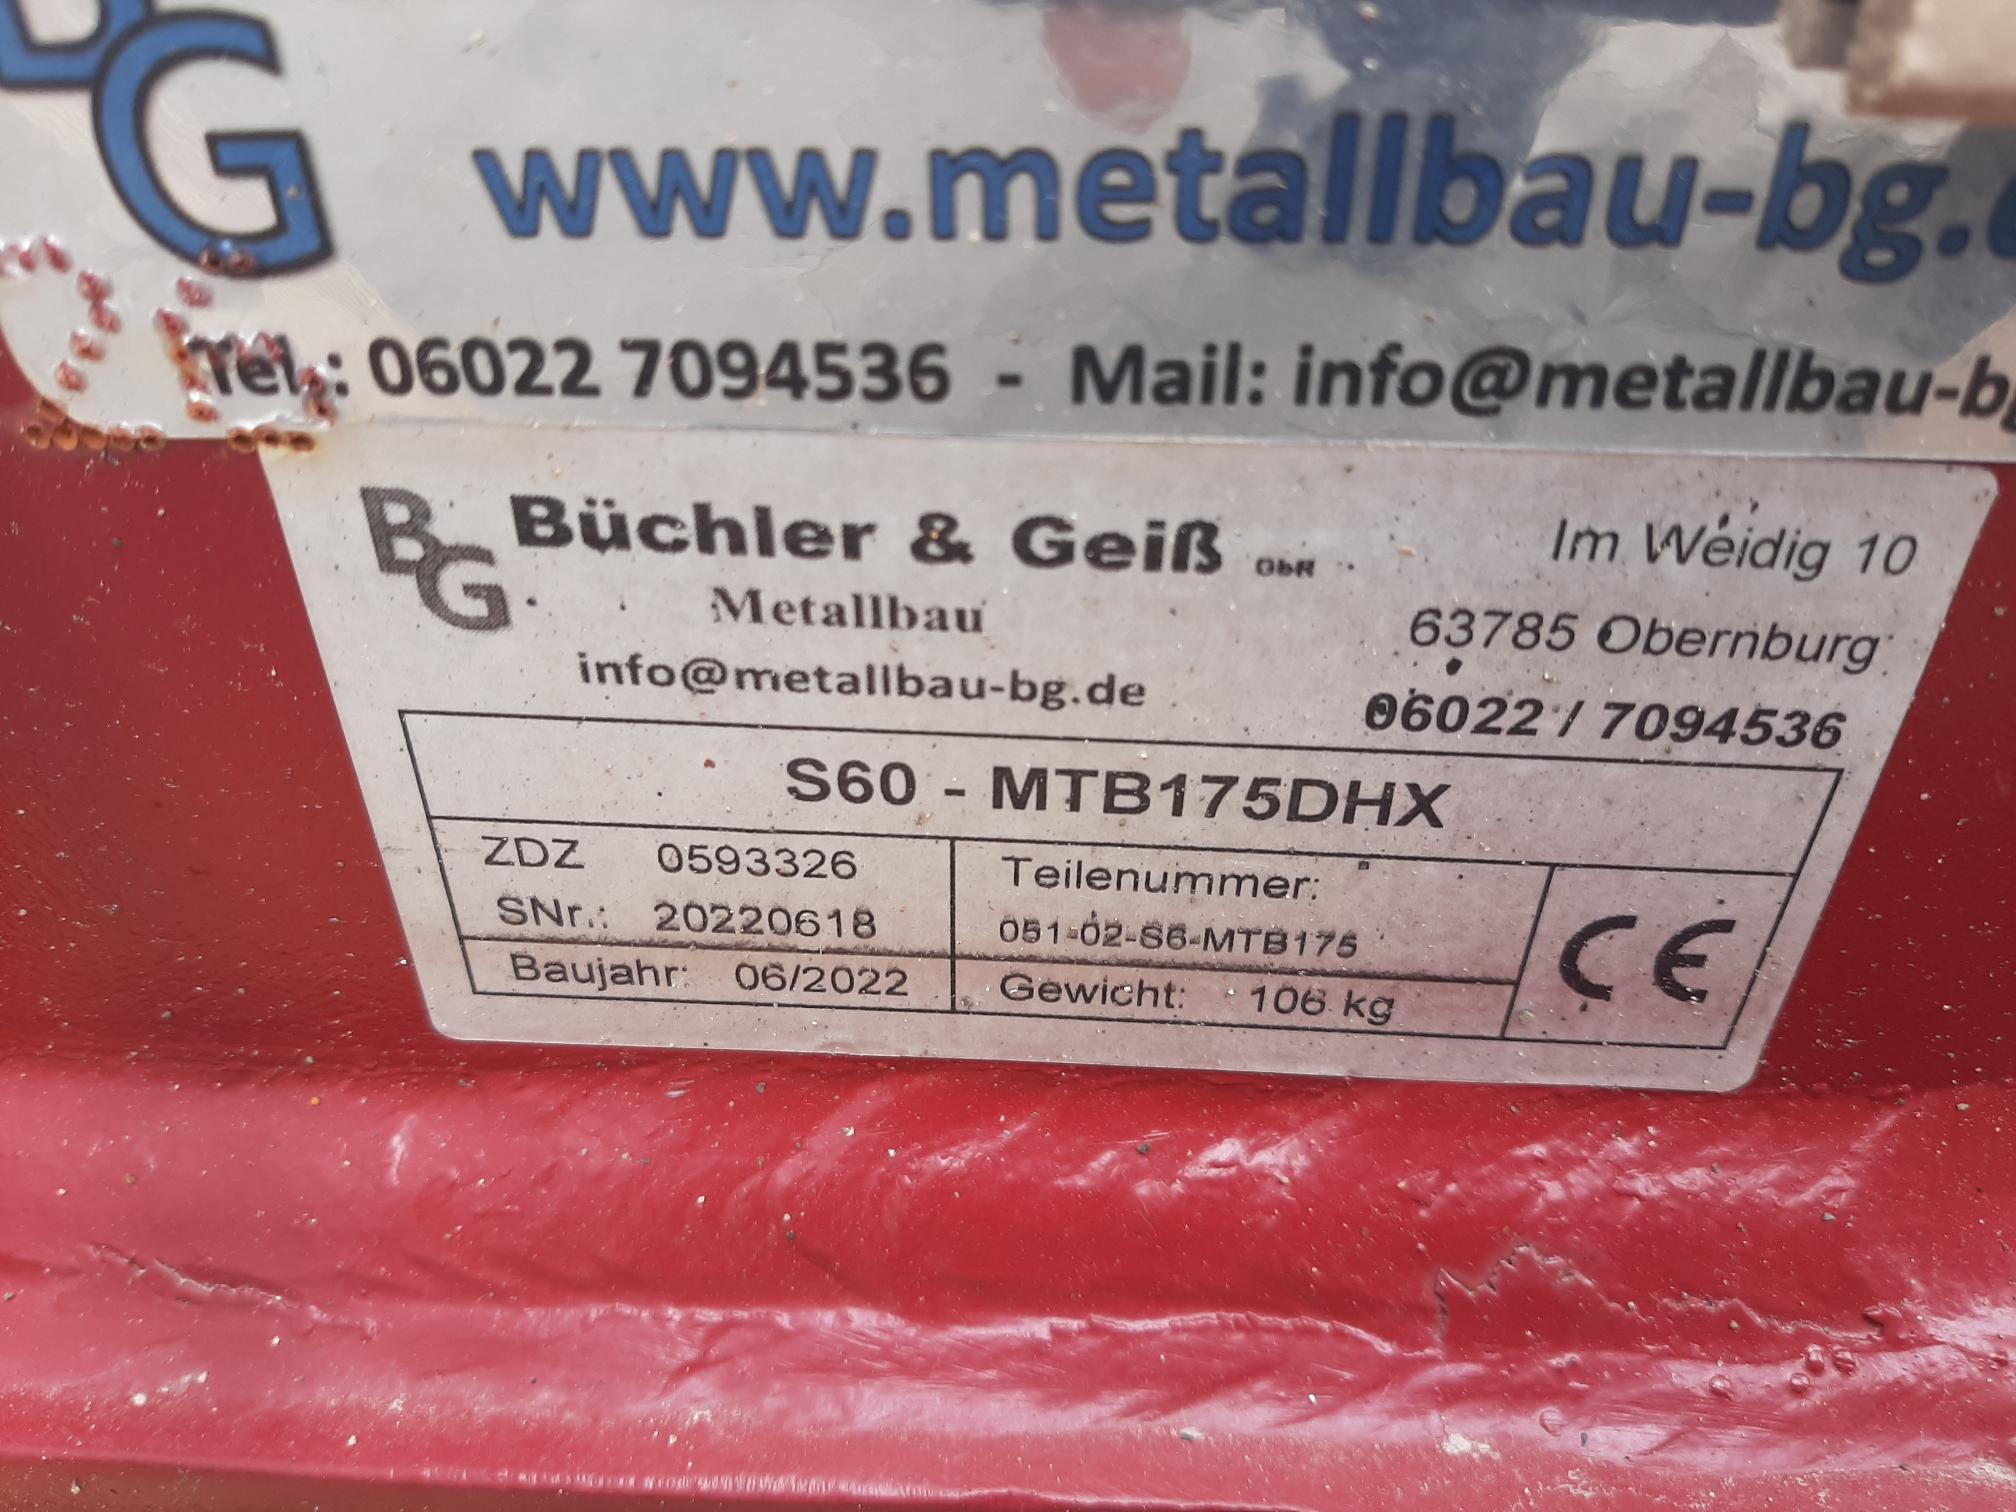 BG
www.metallbau-bg.
Tel.: 06022 7094536 - Mail: info@metallbau-bg
BG Büchler & Geiß GbR
Metallbau
info@metallbau-bg.de
Im Weidig 10
63785 Obernburg
06022 / 7094536
S60 - MTB175DHX
ZDZ 0593326
SNr.: 20220618
Teilenummer:
051-02-S6-MTB175
Baujahr: 06/2022
Gewicht: 106 kg
CE